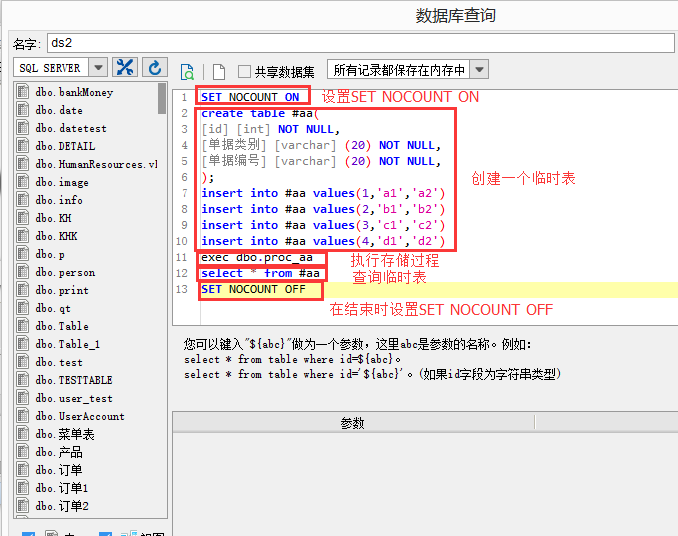 数据库查询
名字: ds2
SQL SERVER
共享数据集
所有记录都保存在内存中
dbo.bankMoney
dbo.date
dbo.datetest
dbo.DETAIL
dbo.HumanResources.v
dbo.image
dbo.info
dbo.KH
dbo.KHK
dbo.p
dbo.person
dbo.print
dbo.qt
dbo.Table
dbo.Table_1
dbo.test
dbo.TESTTABLE
dbo.user_test
dbo.UserAccount
dbo.菜单表
dbo.产品
dbo.订单
dbo.订单1
dbo.订单2
1 SET NOCOUNT ON 设置SET NOCOUNT ON
2 create table #aa(
3 [id] [int] NOT NULL,
4 [单据类别] [varchar] (20) NOT NULL,
5 [单据编号] [varchar] (20) NOT NULL,
6 );
创建一个临时表
7 insert into #aa values(1,'a1','a2')
8 insert into #aa values(2,'b1','b2')
9 insert into #aa values(3,'c1','c2')
10 insert into #aa values(4,'d1','d2')
11 exec dbo.proc_aa 执行存储过程
12 select * from #aa 查询临时表
13 SET NOCOUNT OFF
在结束时设置SET NOCOUNT OFF
您可以键入"${abc}"做为一个参数，这里abc是参数的名称。例如:
select * from table where id=${abc}。
select * from table where id='${abc}'。(如果id字段为字符串类型)
参数